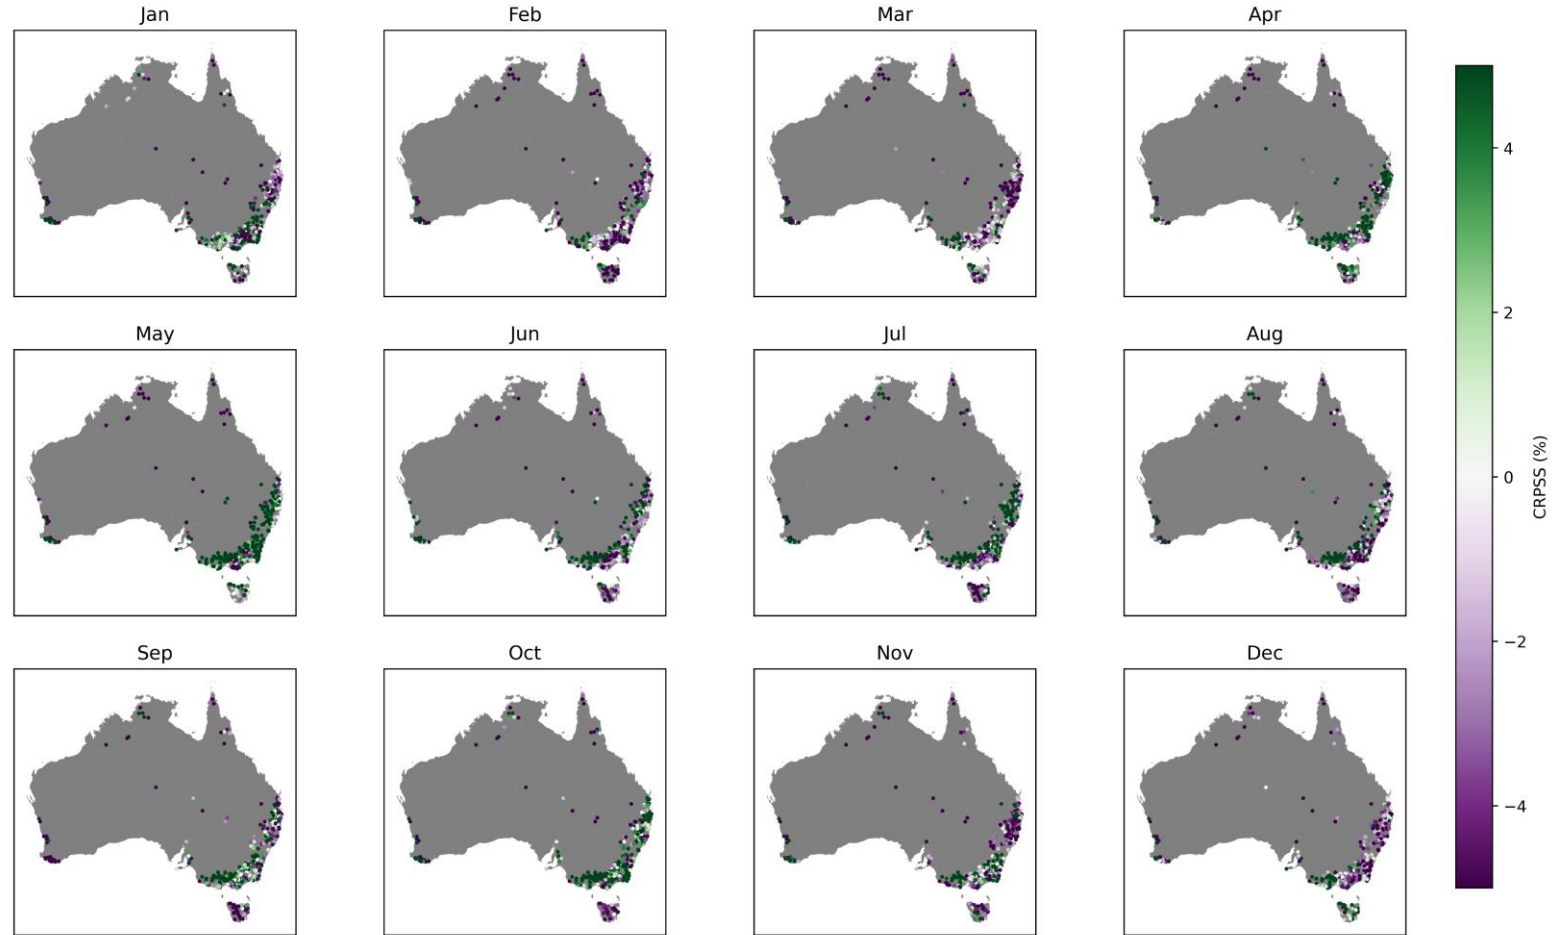 Jan
Feb
Mar
Apr
May
Jun
Jul
Aug
Sep
Oct
Nov
Dec
4
2
0
−2
−4
CRPSS (%)